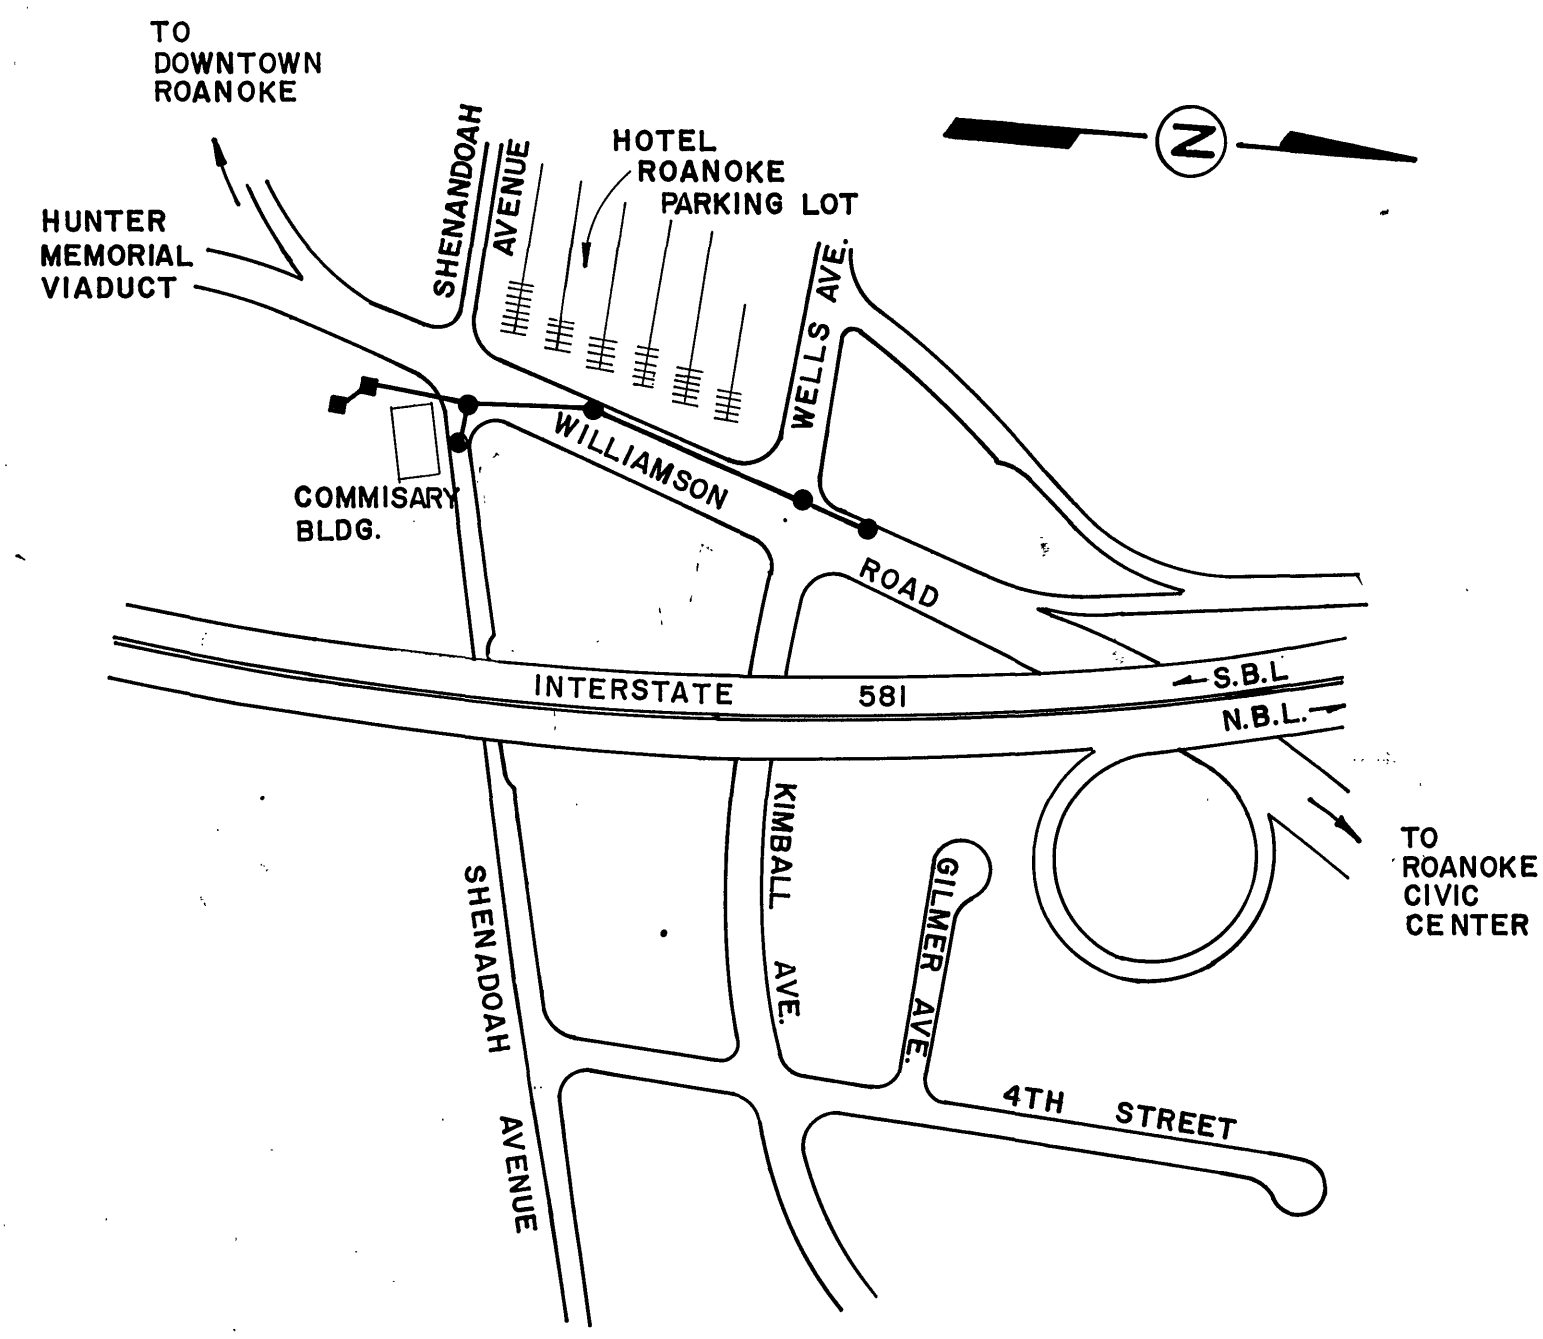 TO
DOWNTOWN
ROANOKE
HUNTER
MEMORIAL
VIADUCT
SHENANDOAH
AVENUE
HOTEL
ROANOKE
PARKING LOT
N
WELLS AVE.
WILLIAMSON
ROAD
COMMISARY
BLDG.
INTERSTATE 581
S.B.L
N.B.L.
KIMBALL AVE.
GILMER AVE.
TO
ROANOKE
CIVIC
CENTER
SHENADOAH
AVENUE
4TH STREET